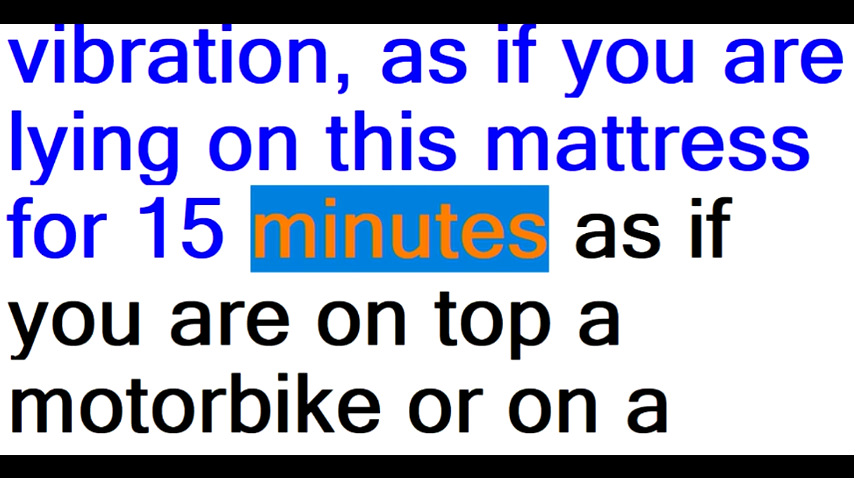 vibration, as if you are
lying on this mattress
for 15 minutes as if
you are on top a
motorbike or on a